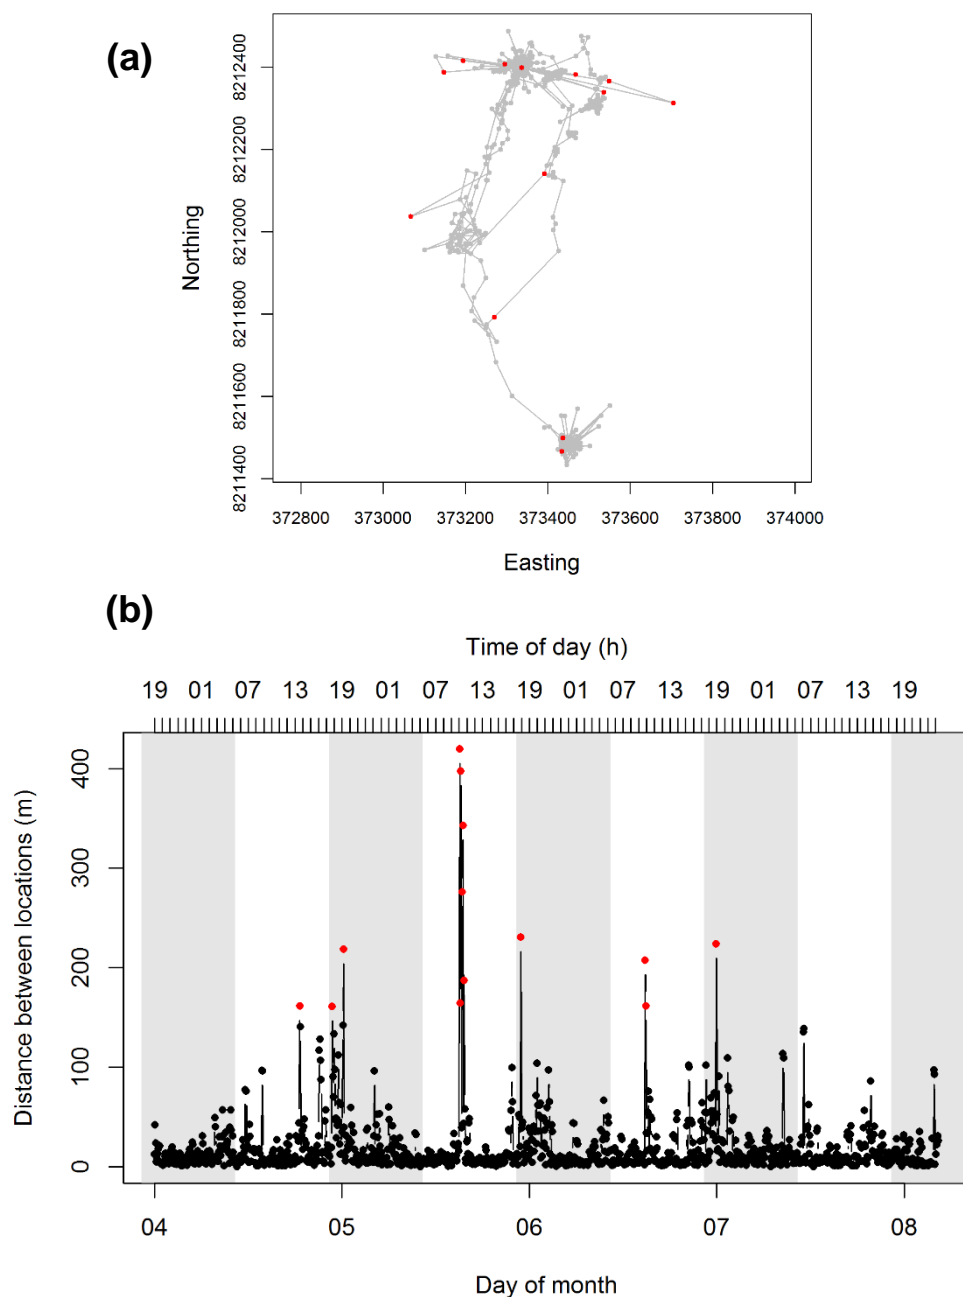 (a)
8212400
8212200
8212000
8211800
8211600
8211400
Northing
372800 373000 373200 373400 373600 373800 374000
Easting
(b)
Time of day (h)
19 01 07 13 19 01 07 13 19 01 07 13 19 01 07 13 19
400
300
200
100
0
Distance between locations (m)
04 05 06 07 08
Day of month